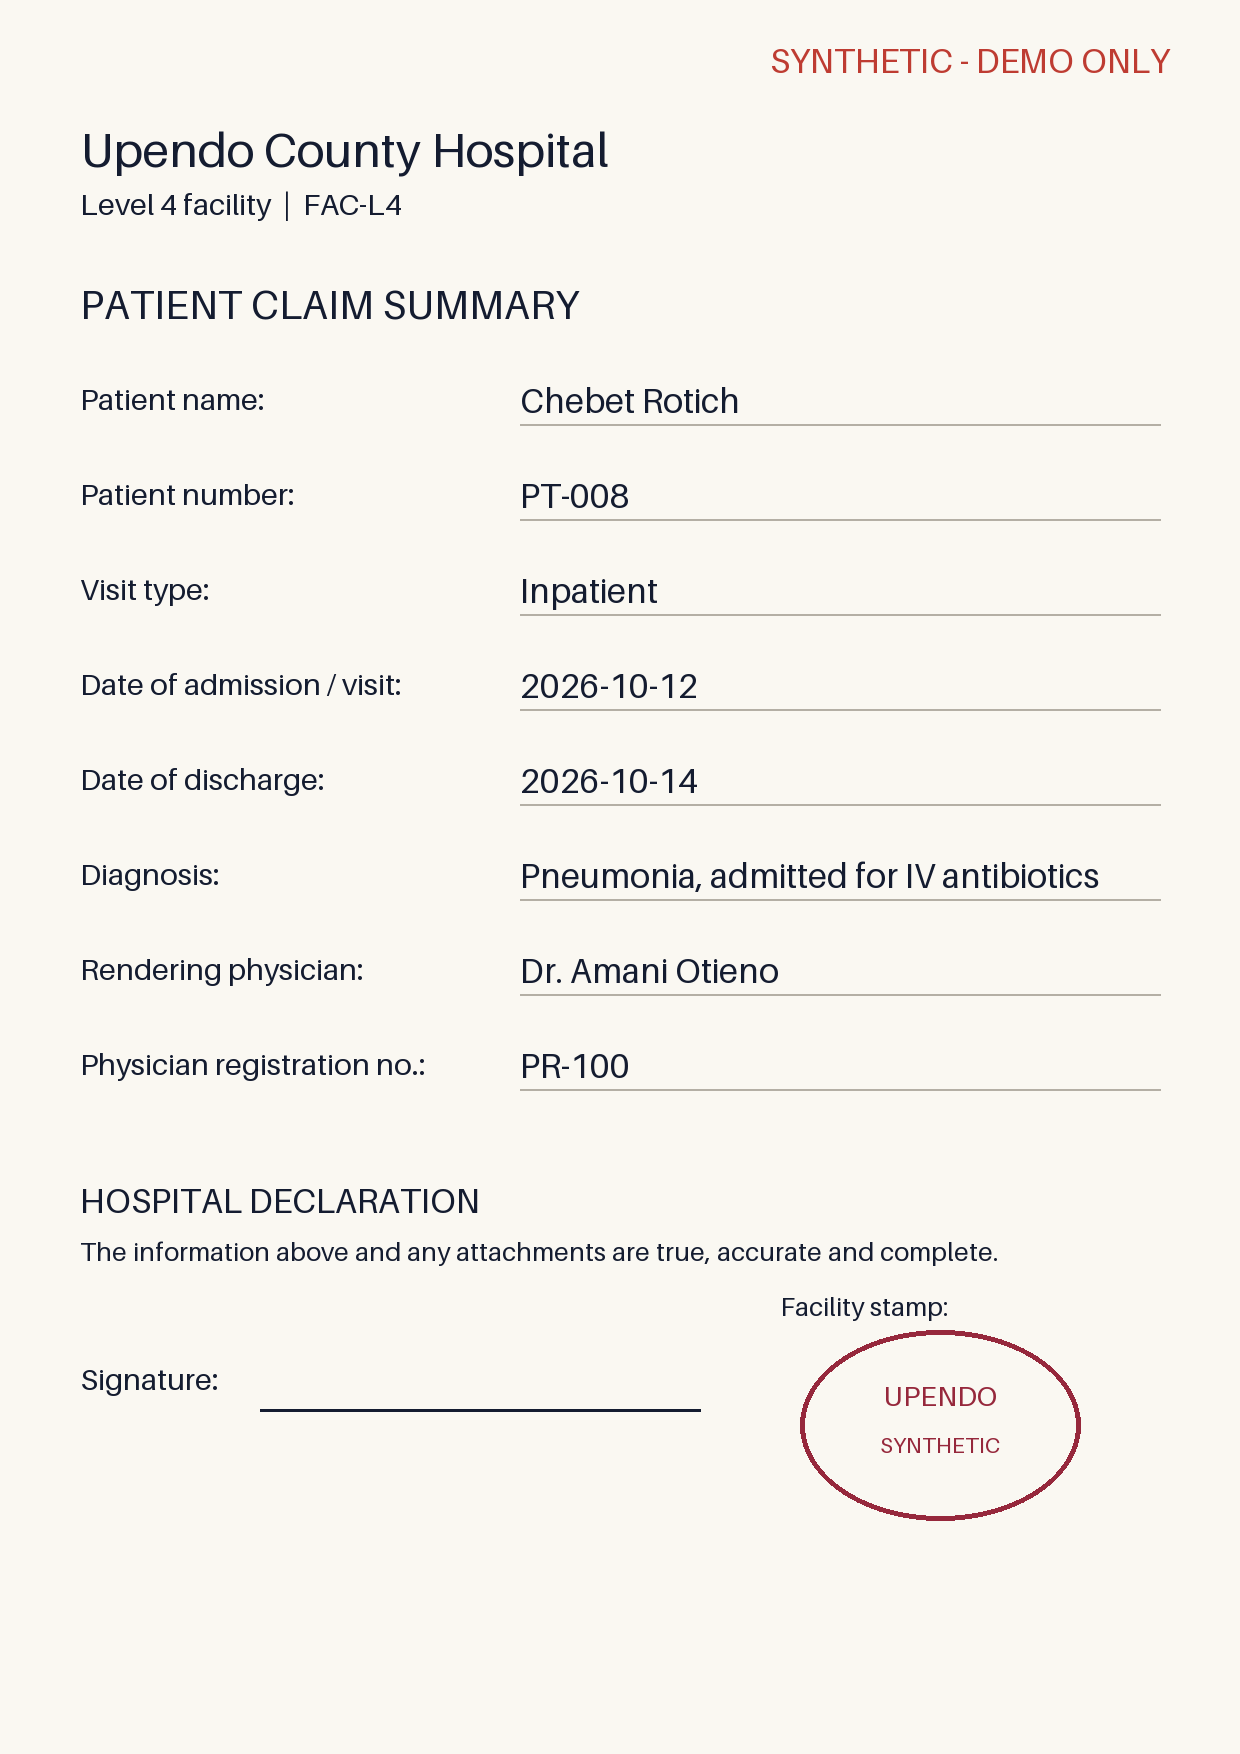 SYNTHETIC - DEMO ONLY
Upendo County Hospital
Level 4 facility | FAC-L4
PATIENT CLAIM SUMMARY
Patient name: Chebet Rotich
Patient number: PT-008
Visit type: Inpatient
Date of admission / visit: 2026-10-12
Date of discharge: 2026-10-14
Diagnosis: Pneumonia, admitted for IV antibiotics
Rendering physician: Dr. Amani Otieno
Physician registration no.: PR-100
HOSPITAL DECLARATION
The information above and any attachments are true, accurate and complete.
Facility stamp:
Signature:
UPENDO
SYNTHETIC